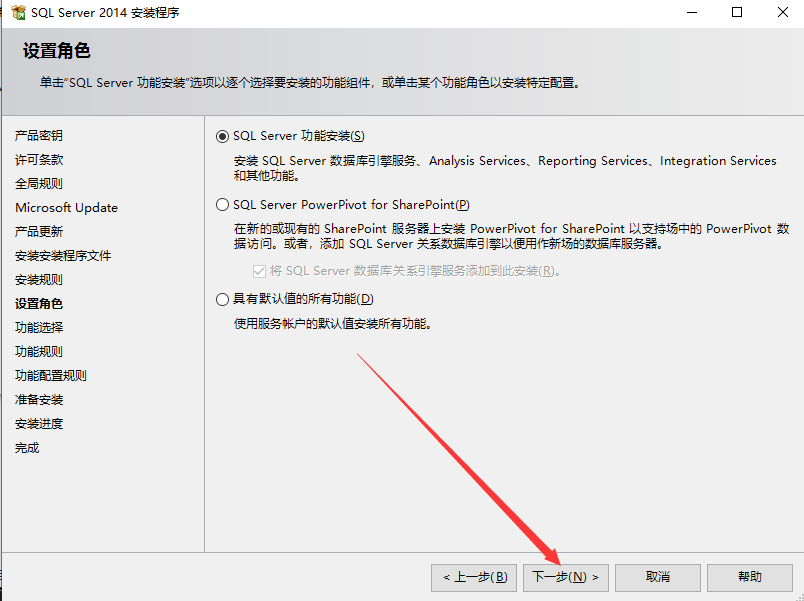 SQL Server 2014 安装程序
设置角色
单击“SQL Server 功能安装”选项以逐个选择要安装的功能组件，或单击某个功能角色以安装特定配置。
产品密钥
许可条款
全局规则
Microsoft Update
产品更新
安装安装程序文件
安装规则
设置角色
功能选择
功能规则
功能配置规则
准备安装
安装进度
完成
SQL Server 功能安装(S)
安装 SQL Server 数据库引擎服务、Analysis Services、Reporting Services、Integration Services
和其他功能。
SQL Server PowerPivot for SharePoint(P)
在新的或现有的 SharePoint 服务器上安装 PowerPivot for SharePoint 以支持场中的 PowerPivot 数
据访问。或者，添加 SQL Server 关系数据库引擎以便用作新场的数据库服务器。
将 SQL Server 数据库关系引擎服务添加到此安装(R)。
具有默认值的所有功能(D)
使用服务帐户的默认值安装所有功能。
< 上一步(B)
下一步(N) >
取消
帮助